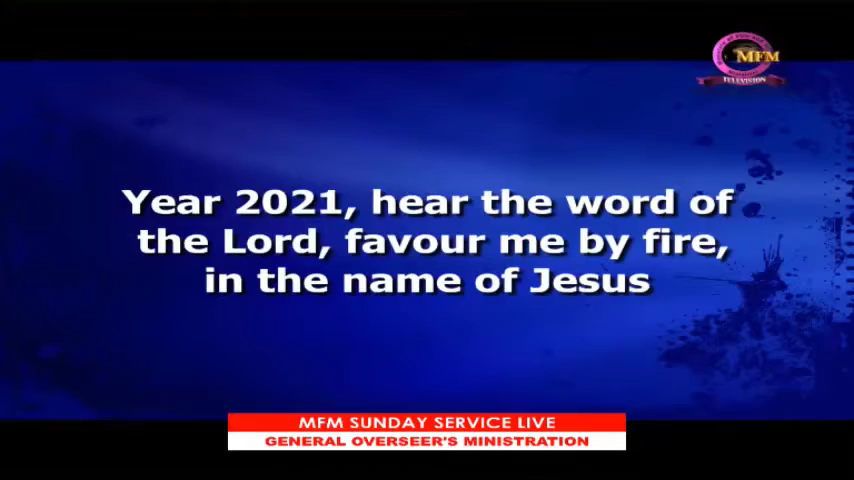 MFM
TELEVISION
Year 2021, hear the word of
the Lord, favour me by fire,
in the name of Jesus
MFM SUNDAY SERVICE LIVE
GENERAL OVERSEER'S MINISTRATION